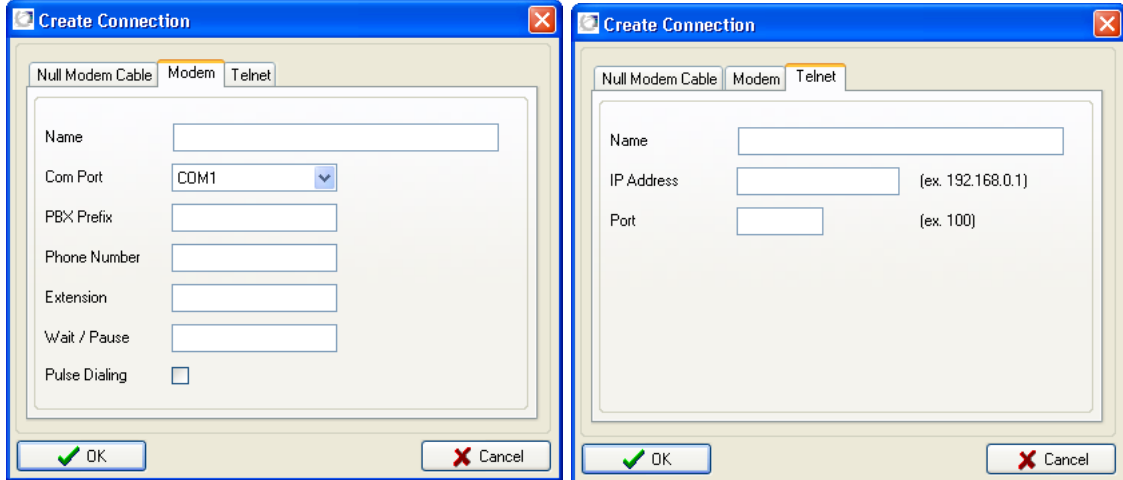 Create Connection
Null Modem Cable Modem Telnet
Name
Com Port COM1
PBX Prefix
Phone Number
Extension
Wait / Pause
Pulse Dialing
OK Cancel
Create Connection
Null Modem Cable Modem Telnet
Name
IP Address (ex. 192.168.0.1)
Port (ex. 100)
OK Cancel